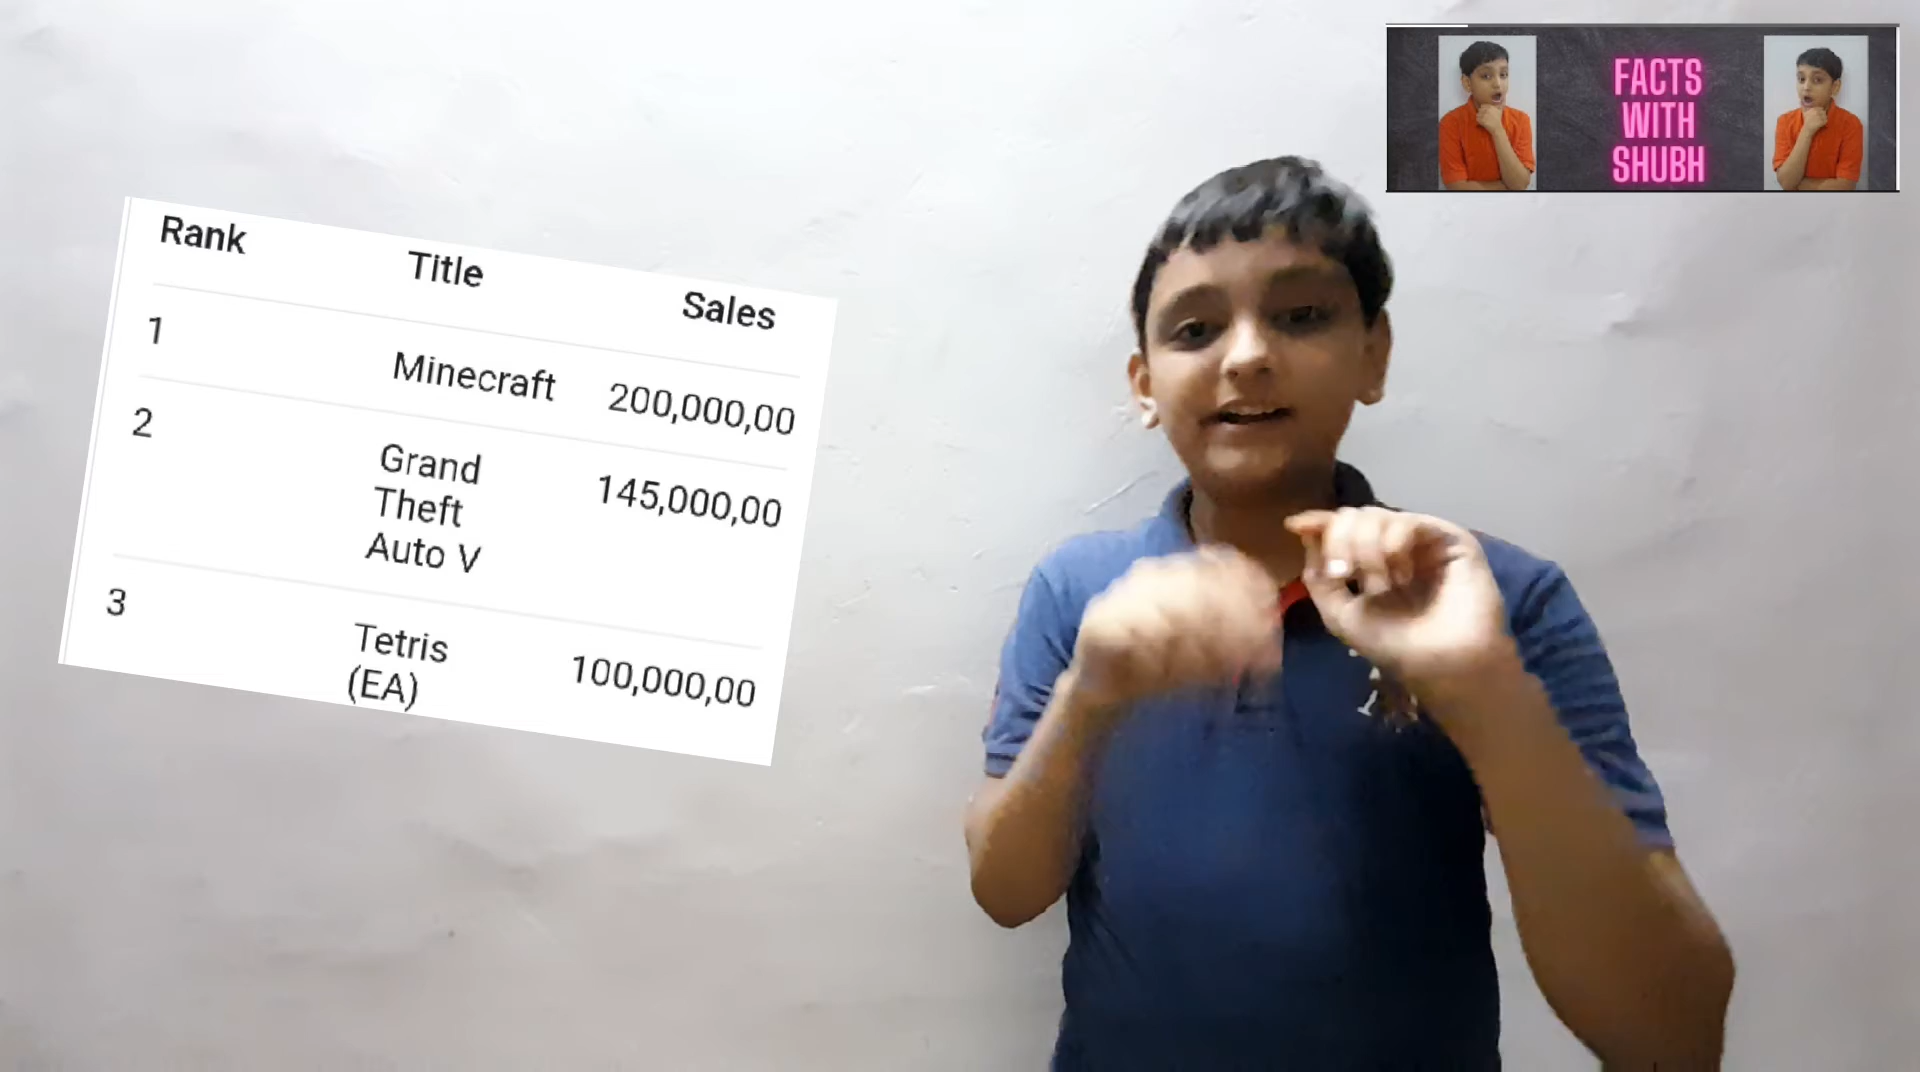 Rank Title Sales
1 Minecraft 200,000,00
2 Grand 145,000,00
Theft
Auto V
3 Tetris 100,000,00
(EA)
FACTS
WITH
SHUBH